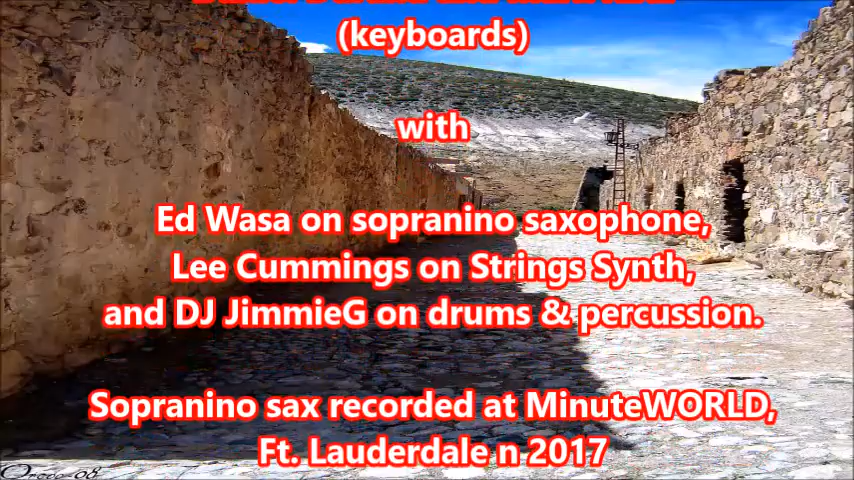 (keyboards)
with
Ed Wasa on sopranino saxophone,
Lee Cummings on Strings Synth,
and DJ JimmieG on drums & percussion.
Sopranino sax recorded at MinuteWORLD,
Ft. Lauderdale n 2017